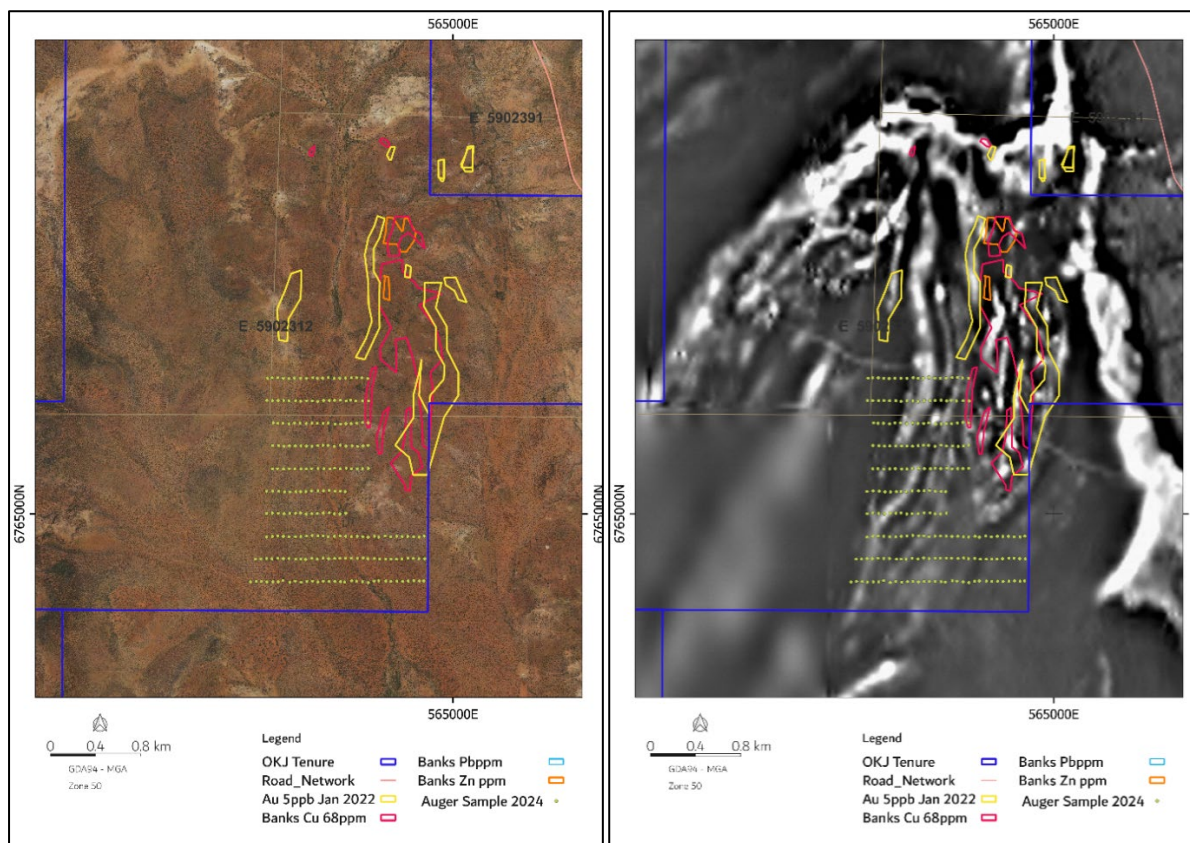 565000E
E 5902391
E 5902312
6765000N
565000E
0 0.4 0.8 km
GDA94 - MGA
Zone 50
Legend
OKJ Tenure
Road_Network
Au 5ppb Jan 2022
Banks Cu 68ppm
Banks Pbppm
Banks Zn ppm
Auger Sample 2024
565000E
6765000N
565000E
0 0.4 0.8 km
GDA94 - MGA
Zone 50
Legend
OKJ Tenure
Road_Network
Au 5ppb Jan 2022
Banks Cu 68ppm
Banks Pbppm
Banks Zn ppm
Auger Sample 2024